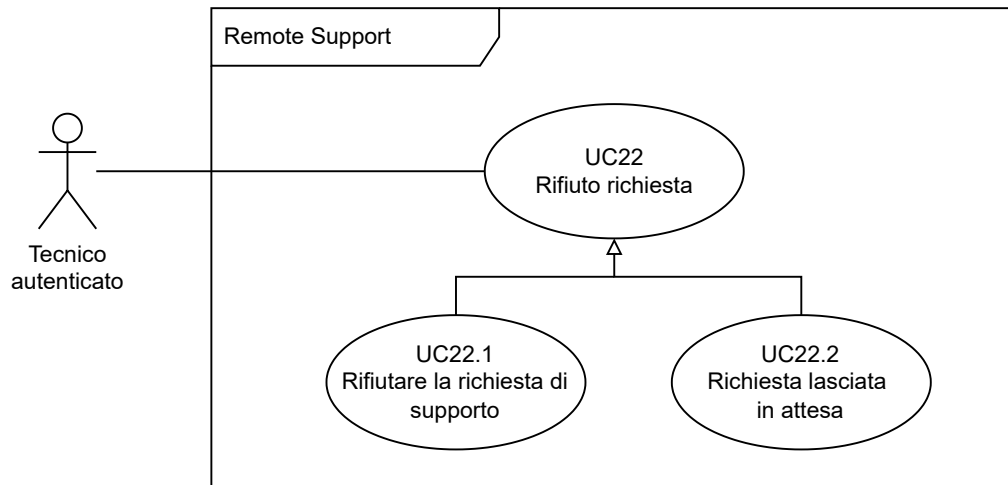 Remote Support
UC22
Rifiuto richiesta
Tecnico
autenticato
UC22.1
Rifiutare la richiesta di
supporto
UC22.2
Richiesta lasciata
in attesa